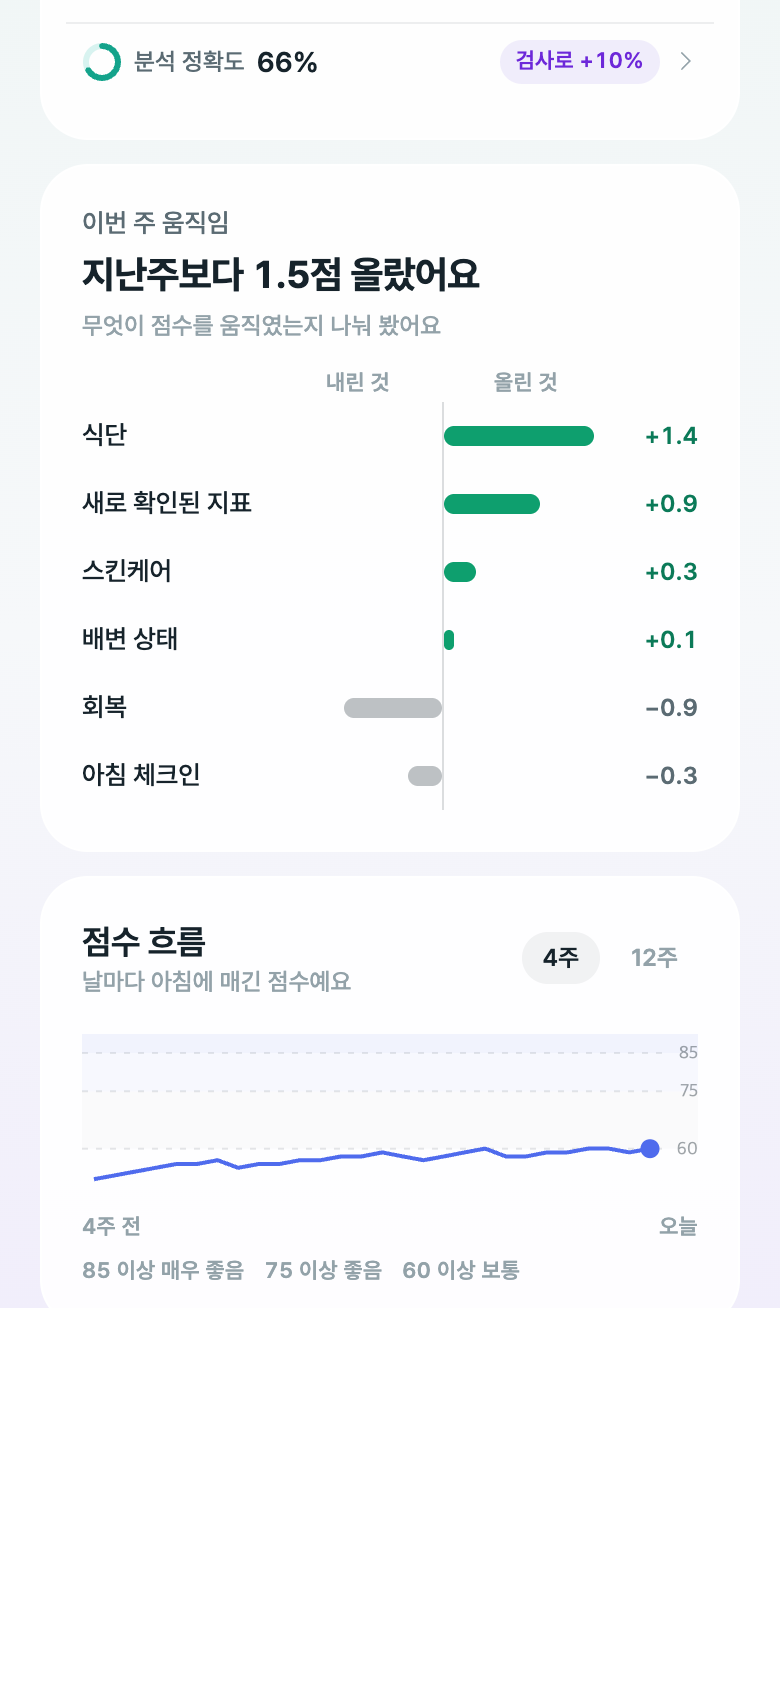 분석 정확도 66% 검사로 +10%
이번 주 움직임
지난주보다 1.5점 올랐어요
무엇이 점수를 움직였는지 나눠 봤어요
내린 것 올린 것
식단 +1.4
새로 확인된 지표 +0.9
스킨케어 +0.3
배변 상태 +0.1
회복 −0.9
아침 체크인 −0.3
점수 흐름
4주 12주
날마다 아침에 매긴 점수예요
85
75
60
4주 전 오늘
85 이상 매우 좋음 75 이상 좋음 60 이상 보통